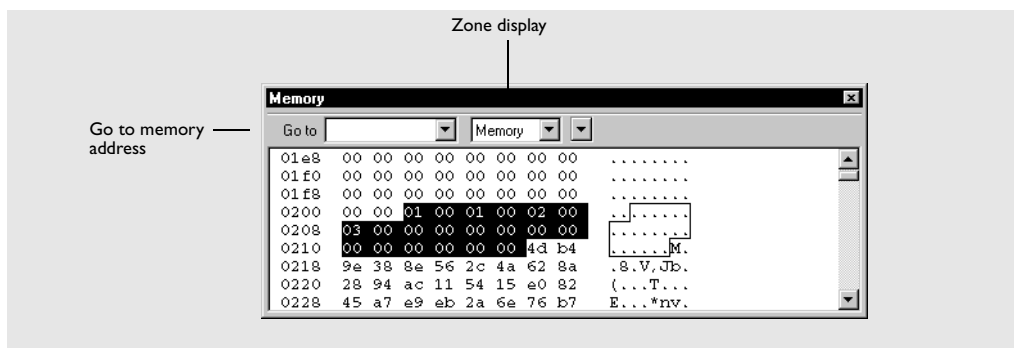 Zone display
Memory
Go to memory address
Go to Memory
01e8 00 00 00 00 00 00 00 00 ........
01f0 00 00 00 00 00 00 00 00 ........
01f8 00 00 00 00 00 00 00 00 ........
0200 00 00 01 00 01 00 02 00 ........
0208 03 00 00 00 00 00 00 00 ........
0210 00 00 00 00 00 00 4d b4 ......M.
0218 9e 38 8e 56 2c 4a 62 8a .8.V,Jb.
0220 28 94 ac 11 54 15 e0 82 (...T...
0228 45 a7 e9 eb 2a 6e 76 b7 E...*nv.